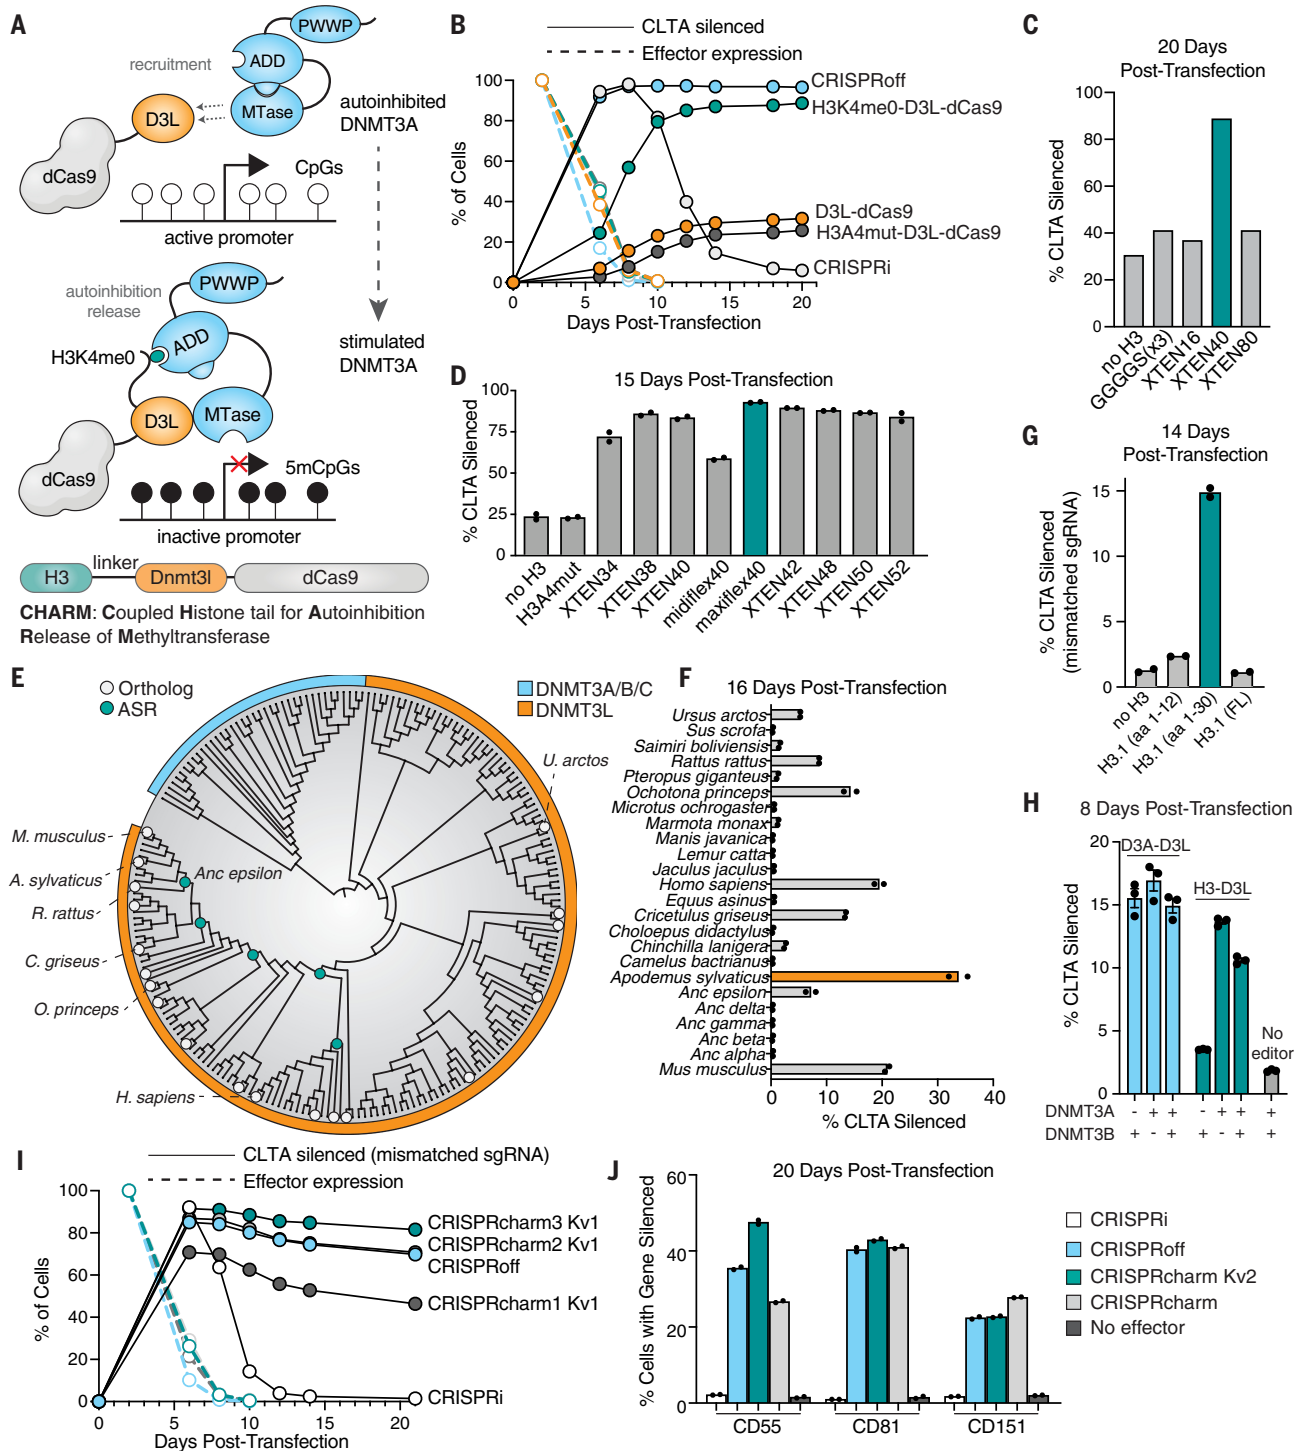 A
PWWP
ADD
recruitment
D3L
MTase
autoinhibited
DNMT3A
dCas9
CpGs
active promoter
PWWP
autoinhibition
release
ADD
H3K4me0
stimulated
DNMT3A
D3L
MTase
dCas9
5mCpGs
inactive promoter
H3
linker
Dnmt3l
dCas9
CHARM: Coupled Histone tail for Autoinhibition
Release of Methyltransferase
B
CLTA silenced
Effector expression
% of Cells
100
80
60
40
20
0
0
5
10
15
20
Days Post-Transfection
CRISPRoff
H3K4me0-D3L-dCas9
D3L-dCas9
H3A4mut-D3L-dCas9
CRISPRi
C
20 Days
Post-Transfection
% CLTA Silenced
100
80
60
40
20
0
no H3
GGGGS(x3)
XTEN16
XTEN40
XTEN80
D
15 Days Post-Transfection
% CLTA Silenced
100
75
50
25
0
no H3
H3A4mut
XTEN34
XTEN38
XTEN40
midiflex40
maxiflex40
XTEN42
XTEN48
XTEN50
XTEN52
E
Ortholog
ASR
DNMT3A/B/C
DNMT3L
U. arctos
M. musculus
A. sylvaticus
R. rattus
C. griseus
O. princeps
H. sapiens
Anc epsilon
F
16 Days Post-Transfection
Ursus arctos
Sus scrofa
Saimiri boliviensis
Rattus rattus
Pteropus giganteus
Ochotona princeps
Microtus ochrogaster
Marmota monax
Manis javanica
Lemur catta
Jaculus jaculus
Homo sapiens
Equus asinus
Cricetulus griseus
Choloepus didactylus
Chinchilla lanigera
Camelus bactrianus
Apodemus sylvaticus
Anc epsilon
Anc delta
Anc gamma
Anc beta
Anc alpha
Mus musculus
0
10
20
30
40
% CLTA Silenced
G
14 Days
Post-Transfection
% CLTA Silenced
(mismatched sgRNA)
15
10
5
0
no H3
H3.1 (aa 1-12)
H3.1 (aa 1-30)
H3.1 (FL)
H
8 Days Post-Transfection
% CLTA Silenced
20
15
10
5
0
D3A-D3L
H3-D3L
No
editor
DNMT3A - + + - + + +
DNMT3B + - + + - + +
I
CLTA silenced (mismatched sgRNA)
Effector expression
% of Cells
100
80
60
40
20
0
0
5
10
15
20
Days Post-Transfection
CRISPRcharm3 Kv1
CRISPRcharm2 Kv1
CRISPRoff
CRISPRcharm1 Kv1
CRISPRi
J
20 Days Post-Transfection
% Cells with Gene Silenced
60
40
20
0
CD55
CD81
CD151
CRISPRi
CRISPRoff
CRISPRcharm Kv2
CRISPRcharm
No effector